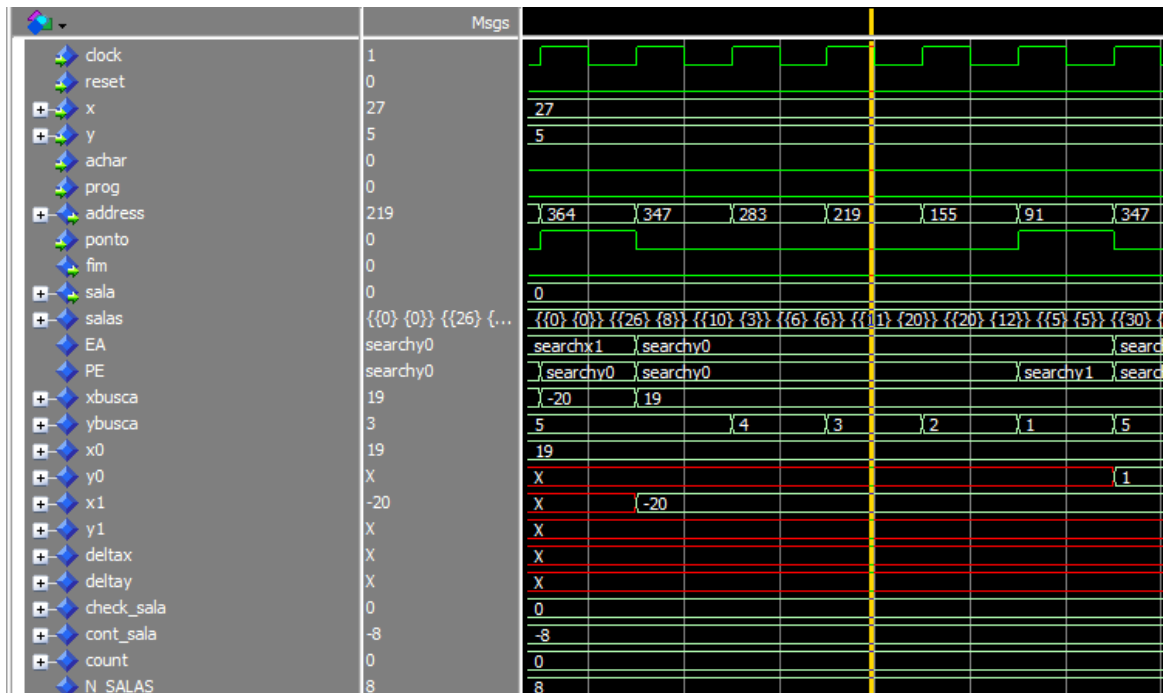 Msgs
clock 1
reset 0
x 27 27
y 5 5
achar 0
prog 0
address 219 364 347 283 219 155 91 347
ponto 0
fim 0
sala 0 0
salas {{0} {0}} {{26} {... {{0} {0}} {{26} {8}} {{10} {3}} {{6} {6}} {{11} {20}} {{20} {12}} {{5} {5}} {{30} {
EA searchy0 searchx1 searchy0 searc
PE searchy0 searchy0 searchy0 searchy1 searc
xbusca 19 -20 19
ybusca 3 5 4 3 2 1 5
x0 19 19
y0 X X 1
x1 -20 X -20
y1 X X
deltax X X
deltay X X
check_sala 0 0
cont_sala -8 -8
count 0 0
N_SALAS 8 8